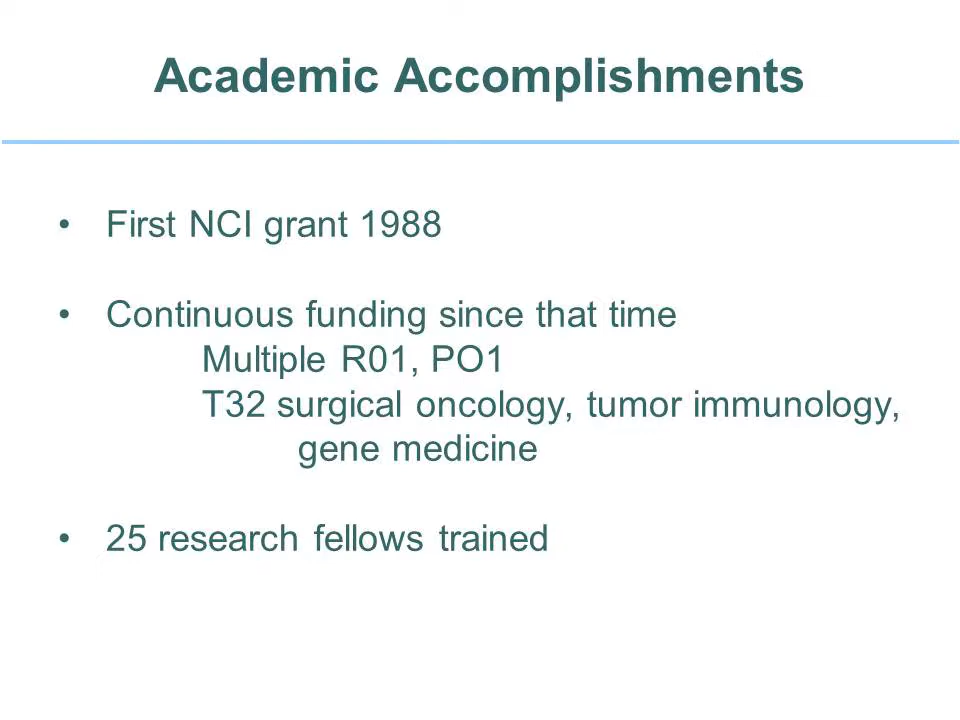 Academic Accomplishments
• First NCI grant 1988
• Continuous funding since that time
Multiple R01, PO1
T32 surgical oncology, tumor immunology,
gene medicine
• 25 research fellows trained